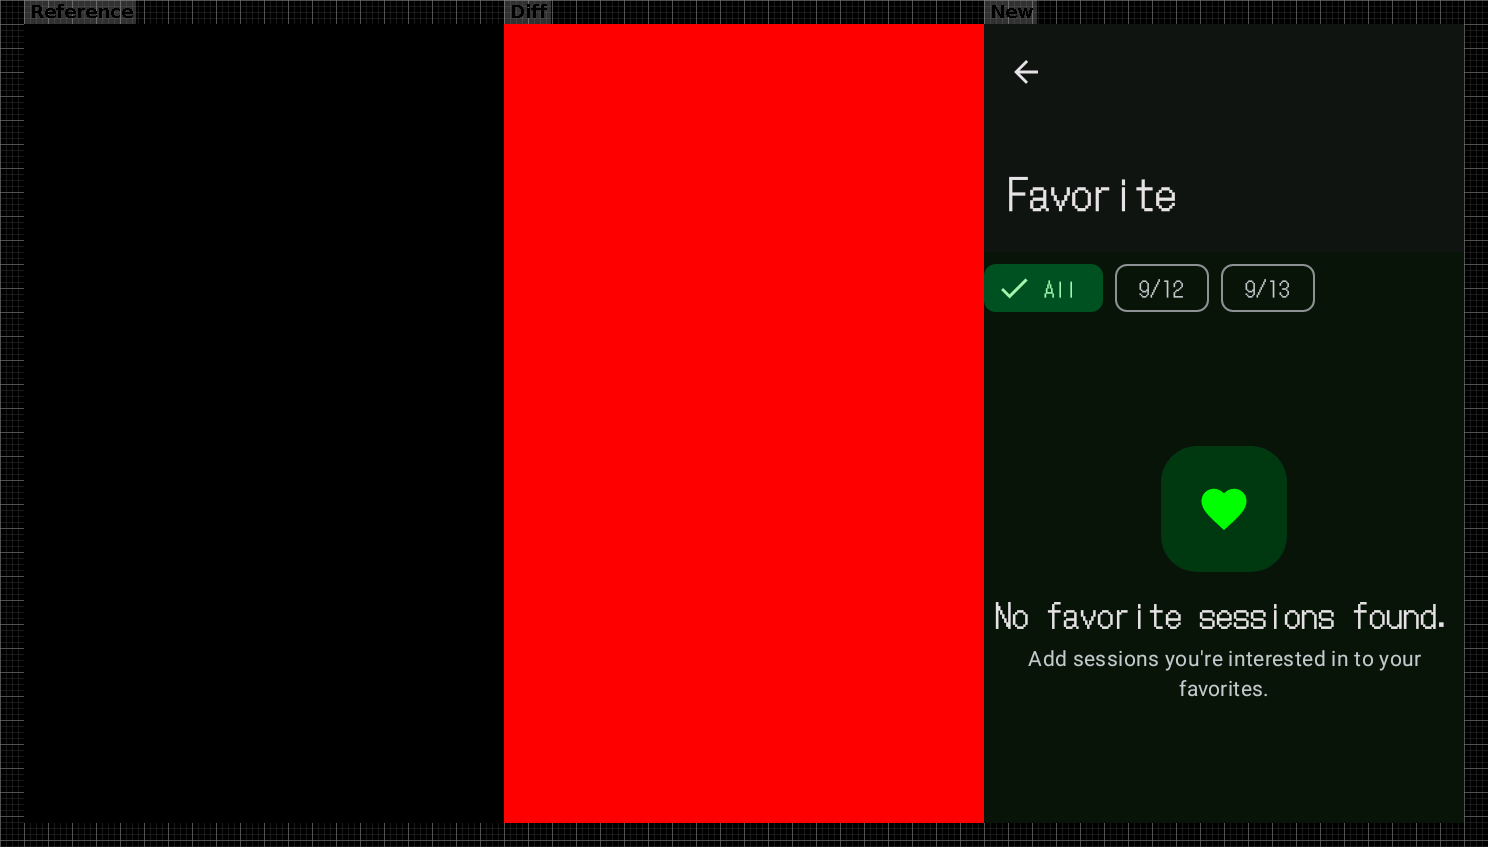 Reference
Diff
New
Favorite
All
9/12
9/13
No favorite sessions found.
Add sessions you're interested in to your
favorites.